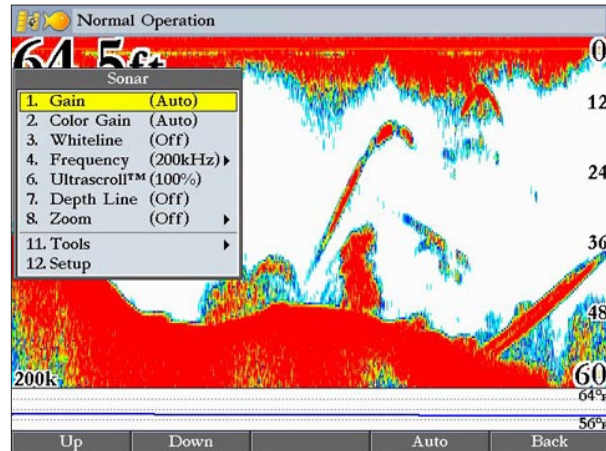 Normal Operation
64.5ft
Sonar
1. Gain (Auto)
2. Color Gain (Auto)
3. Whiteline (Off)
4. Frequency (200kHz)
6. Ultrascroll™ (100%)
7. Depth Line (Off)
8. Zoom (Off)
11. Tools
12. Setup
0
12
24
36
48
60
200k
64°F
56°F
Up Down Auto Back